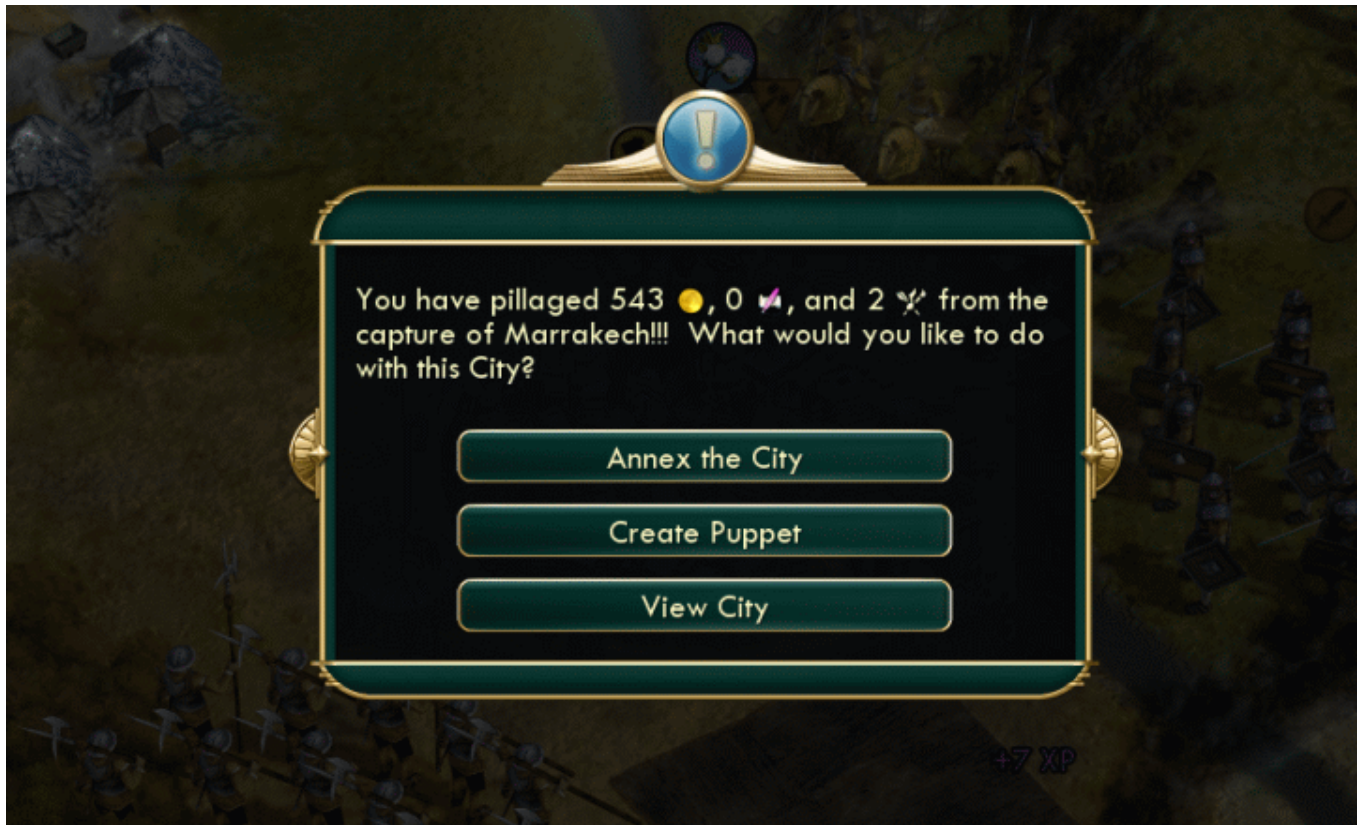 You have pillaged 543 , 0 , and 2 from the
capture of Marrakech!!! What would you like to do
with this City?
Annex the City
Create Puppet
View City
+7 XP